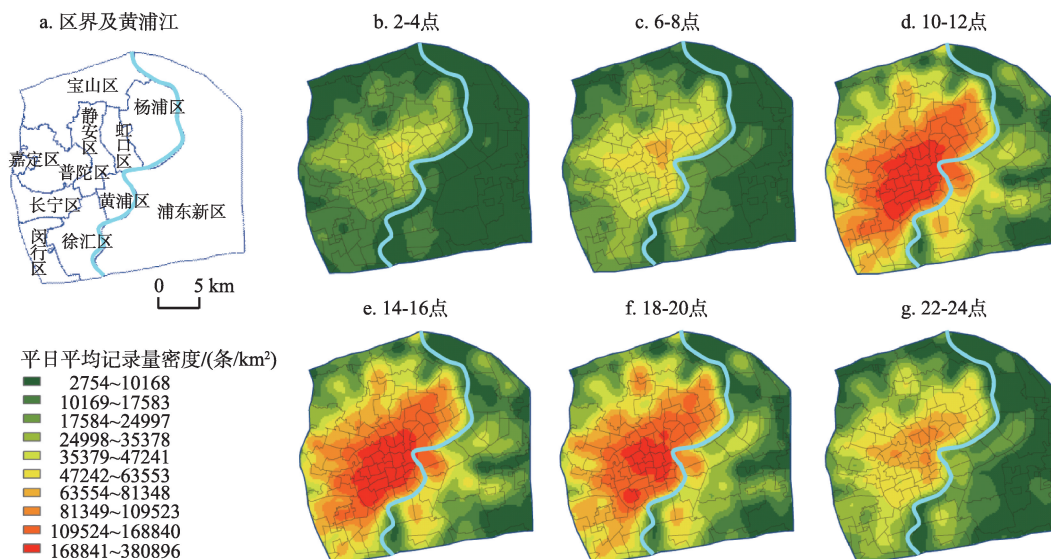 a. 区界及黄浦江
b. 2-4点
c. 6-8点
d. 10-12点
宝山区
杨浦区
静安区
虹口区
嘉定区
普陀区
长宁区
黄浦区
浦东新区
闵行区
徐汇区
0 5 km
e. 14-16点
f. 18-20点
g. 22-24点
平日平均记录量密度/(条/km²)
2754~10168
10169~17583
17584~24997
24998~35378
35379~47241
47242~63553
63554~81348
81349~109523
109524~168840
168841~380896